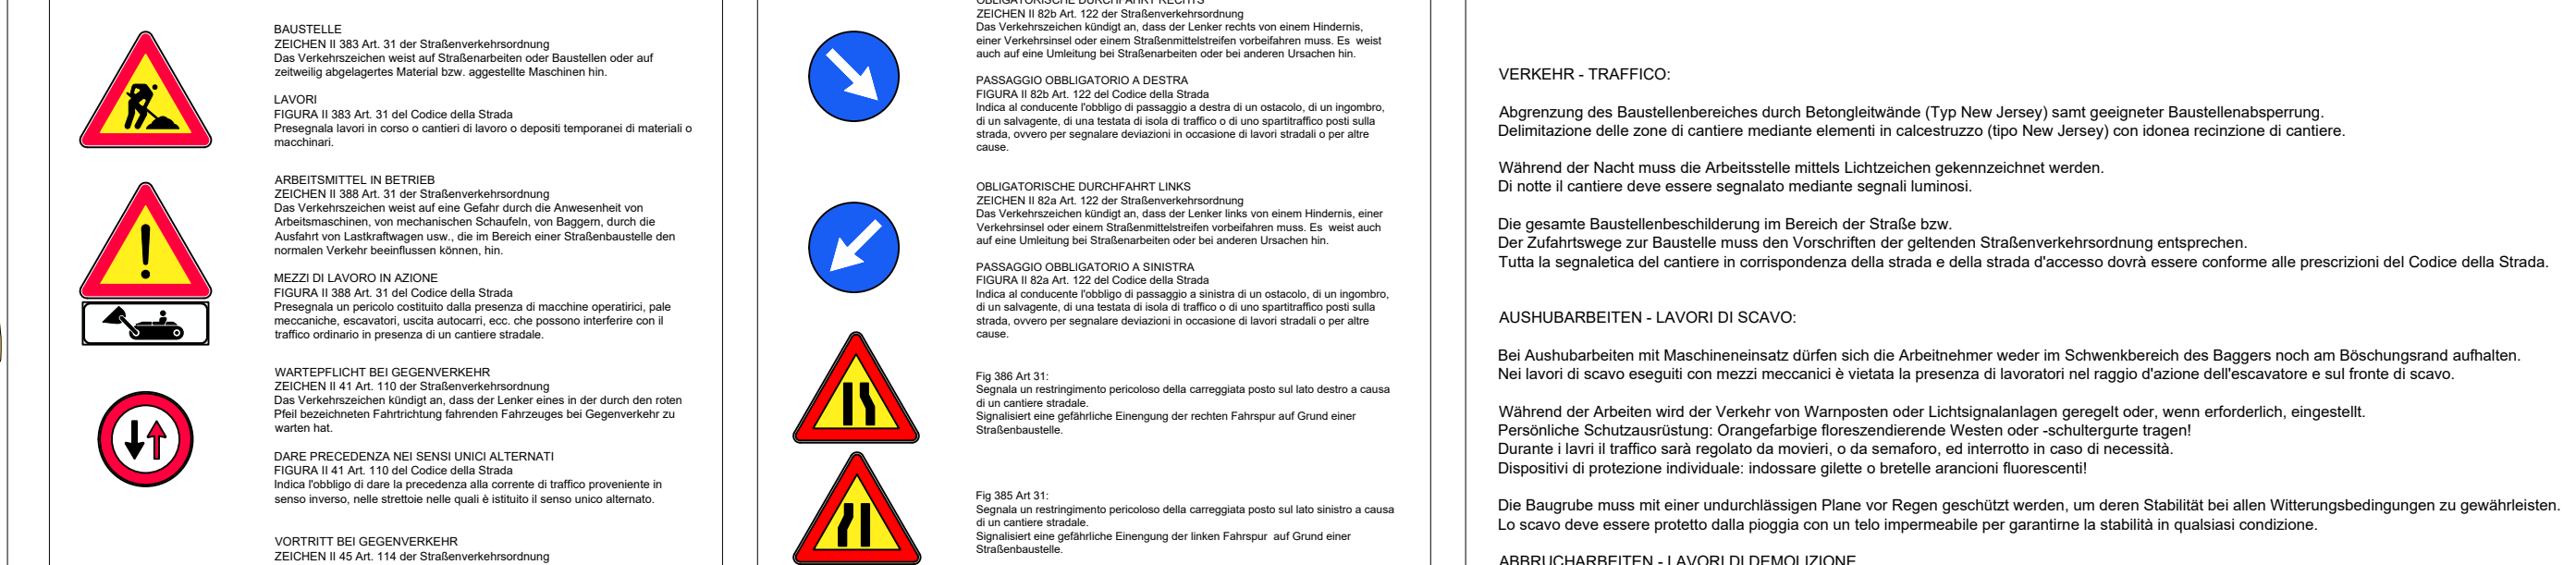 BAUSTELLE
ZEICHEN II 383 Art. 31 der Straßenverkehrsordnung
Das Verkehrszeichen weist auf Straßenarbeiten oder Baustellen oder auf
zeitweilig abgelagertes Material bzw. aggestellte Maschinen hin.
LAVORI
FIGURA II 383 Art. 31 del Codice della Strada
Presegnala lavori in corso o cantieri di lavoro o depositi temporanei di materiali o
macchinari.
ARBEITSMITTEL IN BETRIEB
ZEICHEN II 388 Art. 31 der Straßenverkehrsordnung
Das Verkehrszeichen weist auf eine Gefahr durch die Anwesenheit von
Arbeitsmaschinen, von mechanischen Schaufeln, von Baggern, durch die
Ausfahrt von Lastkraftwagen usw., die im Bereich einer Straßenbaustelle den
normalen Verkehr beeinflussen können, hin.
MEZZI DI LAVORO IN AZIONE
FIGURA II 388 Art. 31 del Codice della Strada
Presegnala un pericolo costituito dalla presenza di macchine operatirici, pale
meccaniche, escavatori, uscita autocarri, ecc. che possono interferire con il
traffico ordinario in presenza di un cantiere stradale.
WARTEPFLICHT BEI GEGENVERKEHR
ZEICHEN II 41 Art. 110 der Straßenverkehrsordnung
Das Verkehrszeichen kündigt an, dass der Lenker eines in der durch den roten
Pfeil bezeichneten Fahrtrichtung fahrenden Fahrzeuges bei Gegenverkehr zu
warten hat.
DARE PRECEDENZA NEI SENSI UNICI ALTERNATI
FIGURA II 41 Art. 110 del Codice della Strada
Indica l'obbligo di dare la precedenza alla corrente di traffico proveniente in
senso inverso, nelle strettoie nelle quali è istituito il senso unico alternato.
VORTRITT BEI GEGENVERKEHR
ZEICHEN II 45 Art. 114 der Straßenverkehrsordnung
OBLIGATORISCHE DURCHFAHRT RECHTS
ZEICHEN II 82b Art. 122 der Straßenverkehrsordnung
Das Verkehrszeichen kündigt an, dass der Lenker rechts von einem Hindernis,
einer Verkehrsinsel oder einem Straßenmittelstreifen vorbeifahren muss. Es weist
auch auf eine Umleitung bei Straßenarbeiten oder bei anderen Ursachen hin.
PASSAGGIO OBBLIGATORIO A DESTRA
FIGURA II 82b Art. 122 del Codice della Strada
Indica al conducente l'obbligo di passaggio a destra di un ostacolo, di un ingombro,
di un salvagente, di una testata di isola di traffico o di uno spartitraffico posti sulla
strada, ovvero per segnalare deviazioni in occasione di lavori stradali o per altre
cause.
OBLIGATORISCHE DURCHFAHRT LINKS
ZEICHEN II 82a Art. 122 der Straßenverkehrsordnung
Das Verkehrszeichen kündigt an, dass der Lenker links von einem Hindernis, einer
Verkehrsinsel oder einem Straßenmittelstreifen vorbeifahren muss. Es weist auch
auf eine Umleitung bei Straßenarbeiten oder bei anderen Ursachen hin.
PASSAGGIO OBBLIGATORIO A SINISTRA
FIGURA II 82a Art. 122 del Codice della Strada
Indica al conducente l'obbligo di passaggio a sinistra di un ostacolo, di un ingombro,
di un salvagente, di una testata di isola di traffico o di uno spartitraffico posti sulla
strada, ovvero per segnalare deviazioni in occasione di lavori stradali o per altre
cause.
Fig 386 Art 31:
Segnala un restringimento pericoloso della carreggiata posto sul lato destro a causa
di un cantiere stradale.
Signalisiert eine gefährliche Einengung der rechten Fahrspur auf Grund einer
Straßenbaustelle.
Fig 385 Art 31:
Segnala un restringimento pericoloso della carreggiata posto sul lato sinistro a causa
di un cantiere stradale.
Signalisiert eine gefährliche Einengung der linken Fahrspur auf Grund einer
Straßenbaustelle.
VERKEHR - TRAFFICO:
Abgrenzung des Baustellenbereiches durch Betongleitwände (Typ New Jersey) samt geeigneter Baustellenabsperrung.
Delimitazione delle zone di cantiere mediante elementi in calcestruzzo (tipo New Jersey) con idonea recinzione di cantiere.
Während der Nacht muss die Arbeitsstelle mittels Lichtzeichen gekennzeichnet werden.
Di notte il cantiere deve essere segnalato mediante segnali luminosi.
Die gesamte Baustellenbeschilderung im Bereich der Straße bzw.
Der Zufahrtswege zur Baustelle muss den Vorschriften der geltenden Straßenverkehrsordnung entsprechen.
Tutta la segnaletica del cantiere in corrispondenza della strada e della strada d'accesso dovrà essere conforme alle prescrizioni del Codice della Strada.
AUSHUBARBEITEN - LAVORI DI SCAVO:
Bei Aushubarbeiten mit Maschineneinsatz dürfen sich die Arbeitnehmer weder im Schwenkbereich des Baggers noch am Böschungsrand aufhalten.
Nei lavori di scavo eseguiti con mezzi meccanici è vietata la presenza di lavoratori nel raggio d'azione dell'escavatore e sul fronte di scavo.
Während der Arbeiten wird der Verkehr von Warnposten oder Lichtsignalanlagen geregelt oder, wenn erforderlich, eingestellt.
Persönliche Schutzausrüstung: Orangefarbige floreszendierende Westen oder -schultergurte tragen!
Durante i lavri il traffico sarà regolato da movieri, o da semaforo, ed interrotto in caso di necessità.
Dispositivi di protezione individuale: indossare gilette o bretelle arancioni fluorescenti!
Die Baugrube muss mit einer undurchlässigen Plane vor Regen geschützt werden, um deren Stabilität bei allen Witterungsbedingungen zu gewährleisten.
Lo scavo deve essere protetto dalla pioggia con un telo impermeabile per garantirne la stabilità in qualsiasi condizione.
ABBRUCHARBEITEN - LAVORI DI DEMOLIZIONE